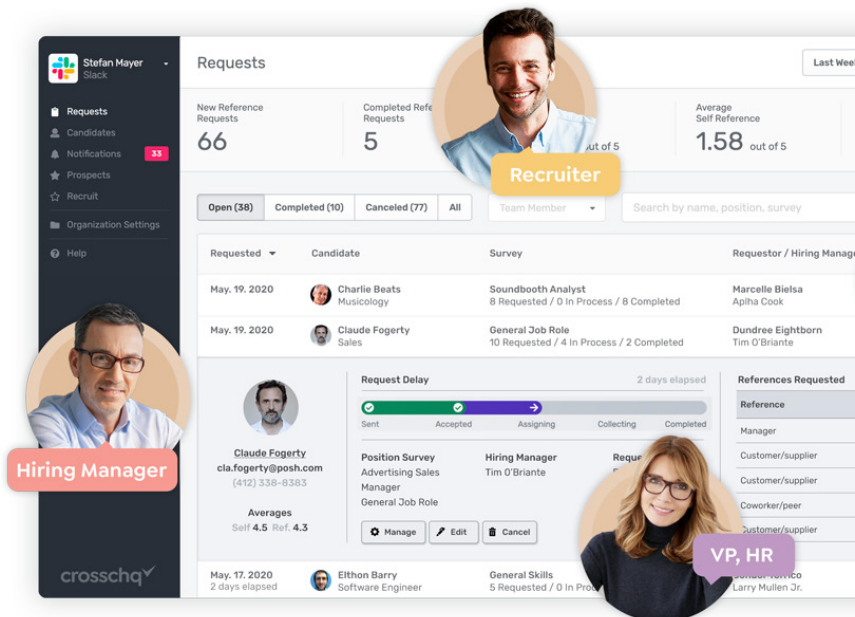 Stefan Mayer
Slack
Requests
Candidates
Notifications 33
Prospects
Recruit
Organization Settings
Help
crosschq
Requests
Last Week
New Reference
Requests
66
Completed Refe
Requests
5
out of 5
Average
Self Reference
1.58 out of 5
Recruiter
Open (38) Completed (10) Canceled (77) All
Team Member
Search by name, position, survey
Requested Candidate Survey Requestor / Hiring Manage
May. 19. 2020 Charlie Beats Soundbooth Analyst Marcelle Bielsa
Musicology 8 Requested / 0 In Process / 8 Completed Aplha Cook
May. 19. 2020 Claude Fogerty General Job Role Dundree Eightborn
Sales 10 Requested / 4 In Process / 2 Completed Tim O'Briante
Hiring Manager
Claude Fogerty
cla.fogerty@posh.com
(412) 338-8383
Averages
Self 4.5 Ref. 4.3
Request Delay 2 days elapsed
Sent Accepted Assigning Collecting Completed
Position Survey
Advertising Sales
Manager
General Job Role
Hiring Manager
Tim O'Briante
Reque
Manage Edit Cancel
References Requested
Reference
Manager
Customer/supplier
Customer/supplier
Coworker/peer
Customer/supplier
VP, HR
May. 17. 2020 Elthon Barry General Skills
2 days elapsed Software Engineer 5 Requested / 0 In Proc Larry Mullen Jr.